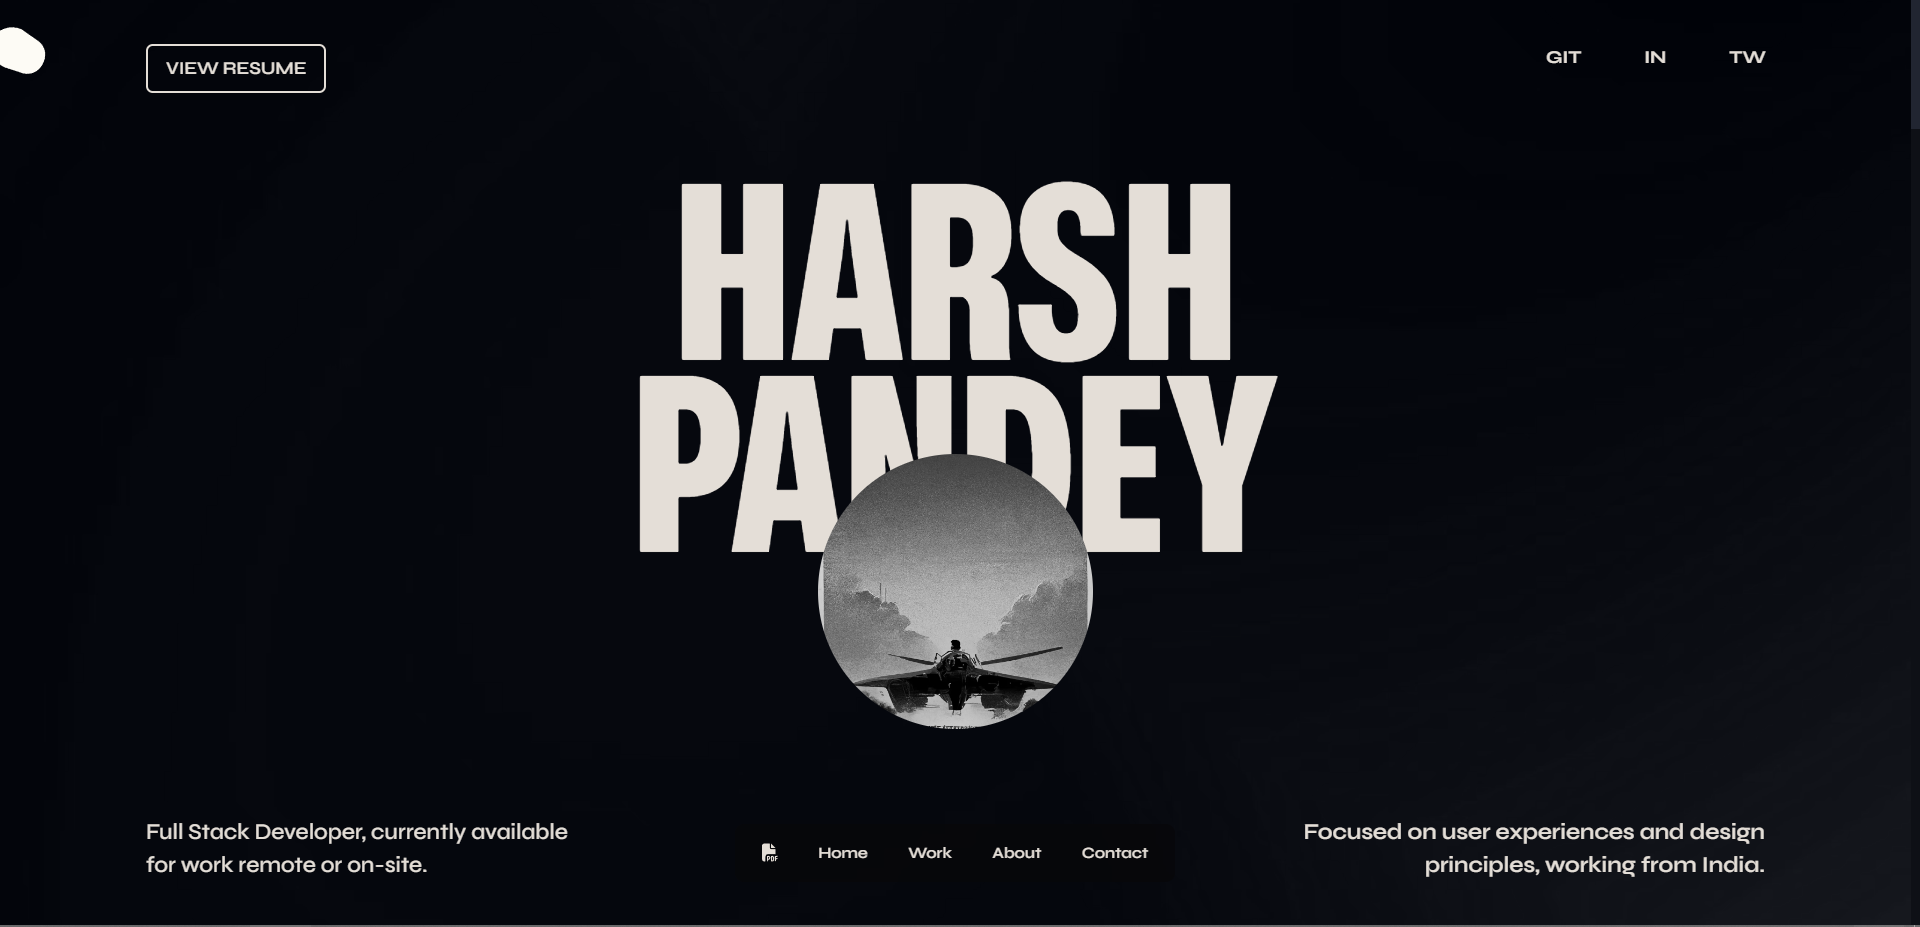 VIEW RESUME
GIT
IN
TW
HARSH
PANDEY
Full Stack Developer, currently available
for work remote or on-site.
PDF
Home
Work
About
Contact
Focused on user experiences and design
principles, working from India.